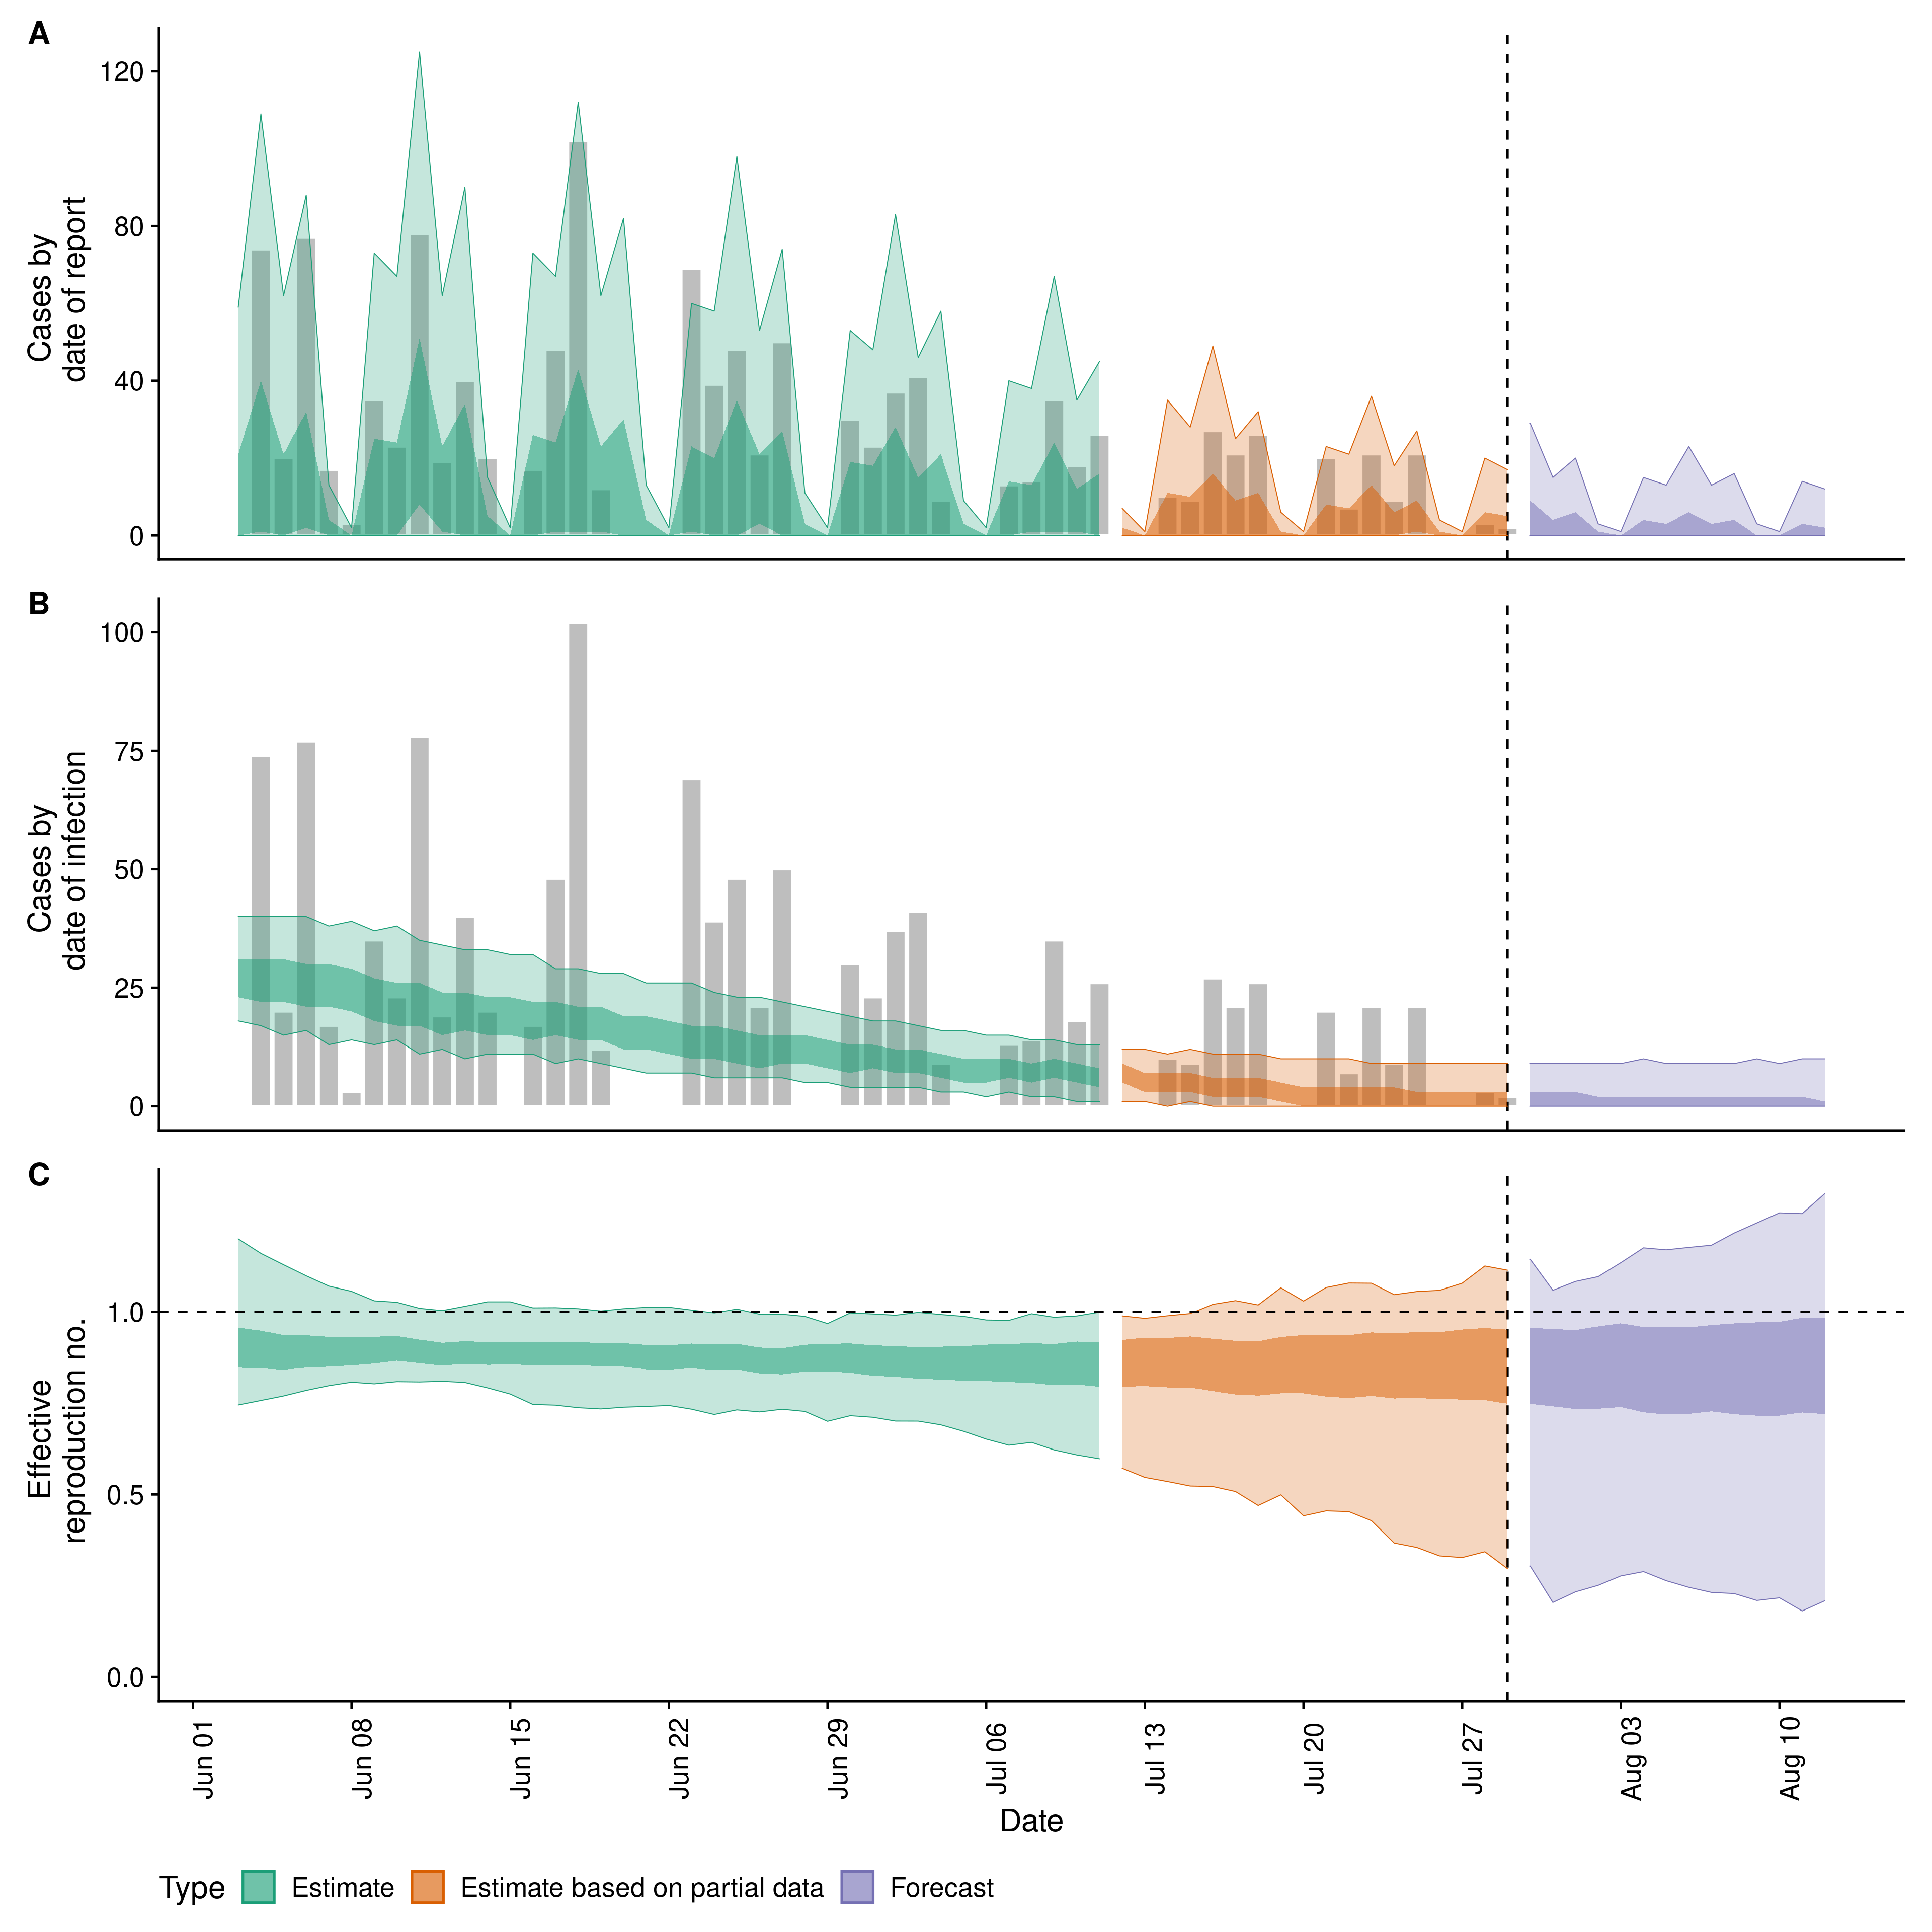 A
120
80
40
0
Cases by
date of report
B
100
75
50
25
0
Cases by
date of infection
C
1.0
0.5
0.0
Effective
reproduction no.
Jun 01
Jun 08
Jun 15
Jun 22
Jun 29
Jul 06
Jul 13
Jul 20
Jul 27
Aug 03
Aug 10
Date
Type Estimate Estimate based on partial data Forecast